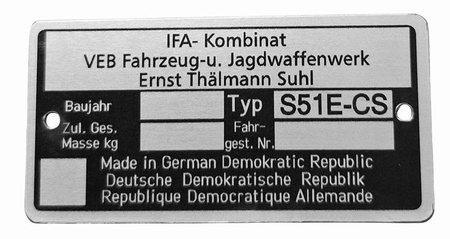 IFA- Kombinat
VEB Fahrzeug-u. Jagdwaffenwerk
Ernst Thälmann Suhl
Baujahr Typ S51E-CS
Zul. Ges. Fahr-
Masse kg gest. Nr.
Made in German Demokratic Republic
Deutsche Demokratische Republik
Republique Democratique Allemande